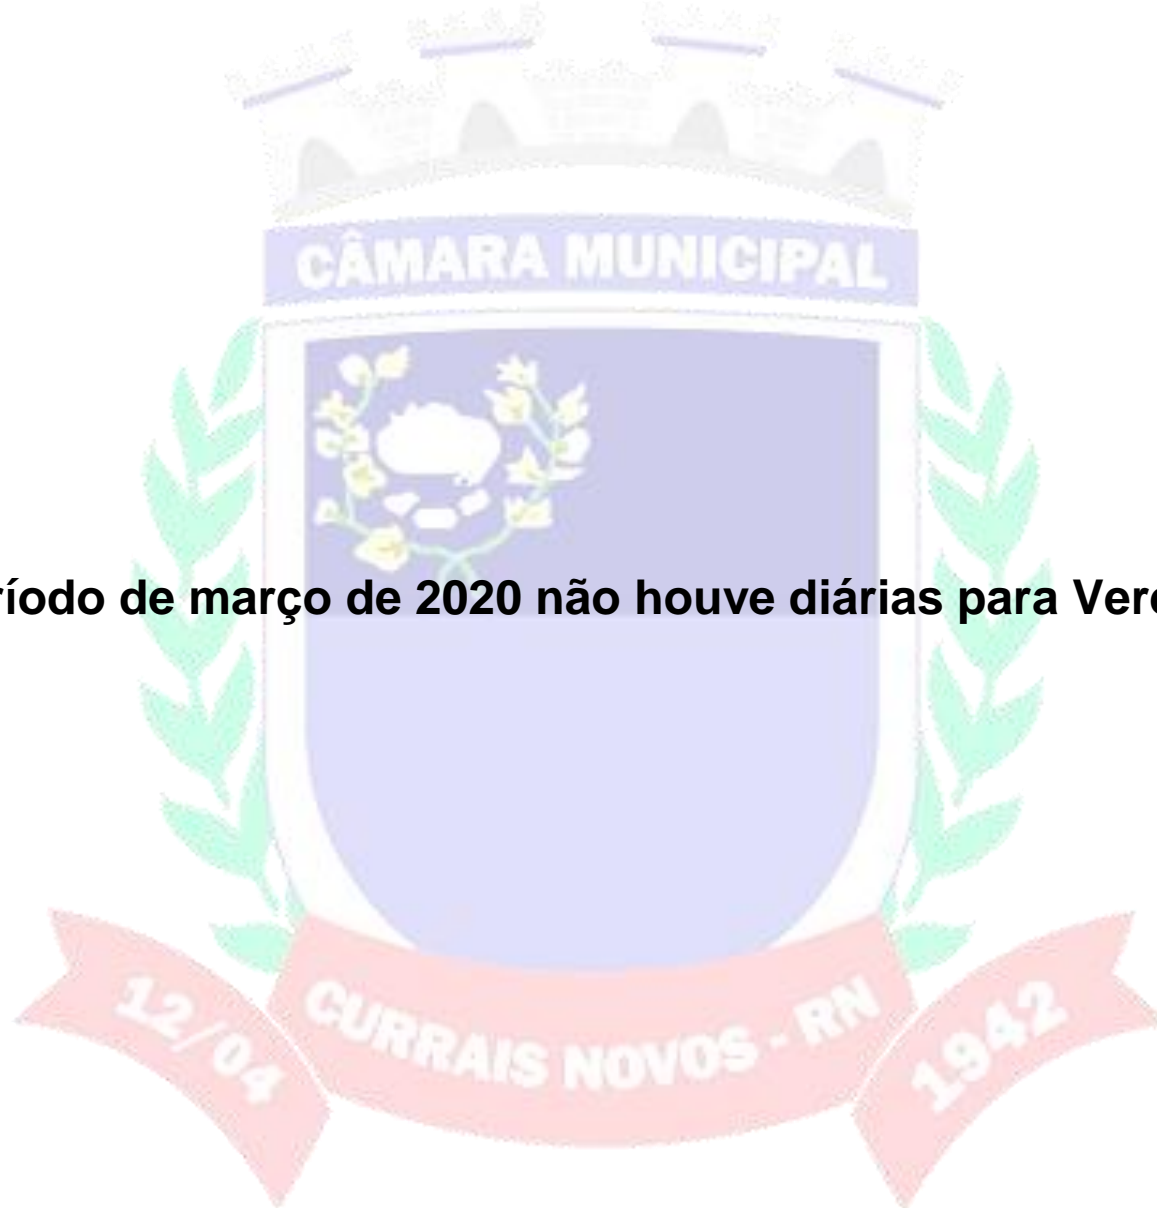 CÂMARA MUNICIPAL
ríodo de março de 2020 não houve diárias para Vere
12/04 CURRAIS NOVOS - RN 1942